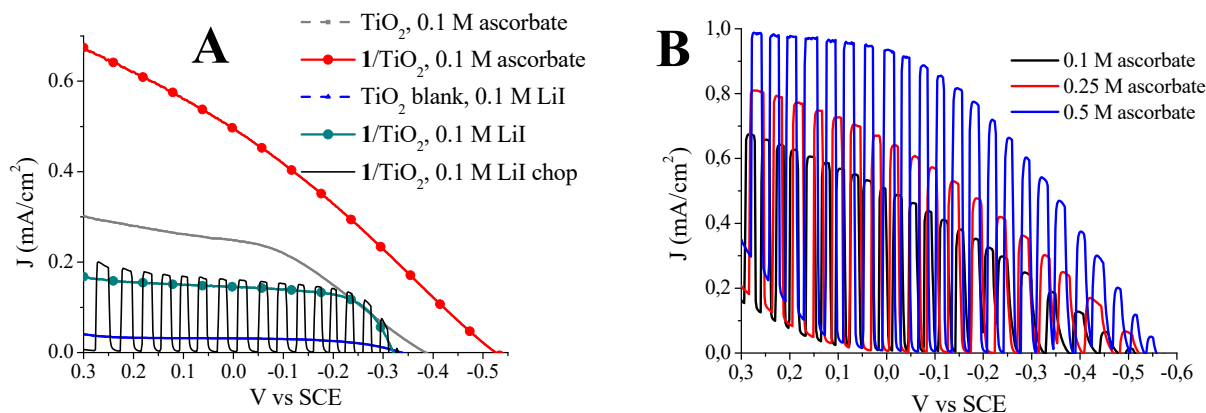 A
TiO₂, 0.1 M ascorbate
1/TiO₂, 0.1 M ascorbate
TiO₂ blank, 0.1 M LiI
1/TiO₂, 0.1 M LiI
1/TiO₂, 0.1 M LiI chop
J (mA/cm²)
0.6
0.4
0.2
0.0
0.3 0.2 0.1 0.0 -0.1 -0.2 -0.3 -0.4 -0.5
V vs SCE
B
0.1 M ascorbate
0.25 M ascorbate
0.5 M ascorbate
J (mA/cm²)
1,0
0,8
0,6
0,4
0,2
0,0
0,3 0,2 0,1 0,0 -0,1 -0,2 -0,3 -0,4 -0,5 -0,6
V vs SCE